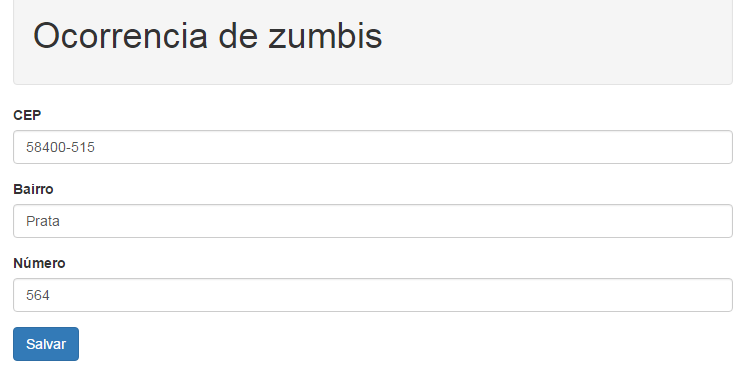 Ocorrencia de zumbis
CEP
58400-515
Bairro
Prata
Número
564
Salvar